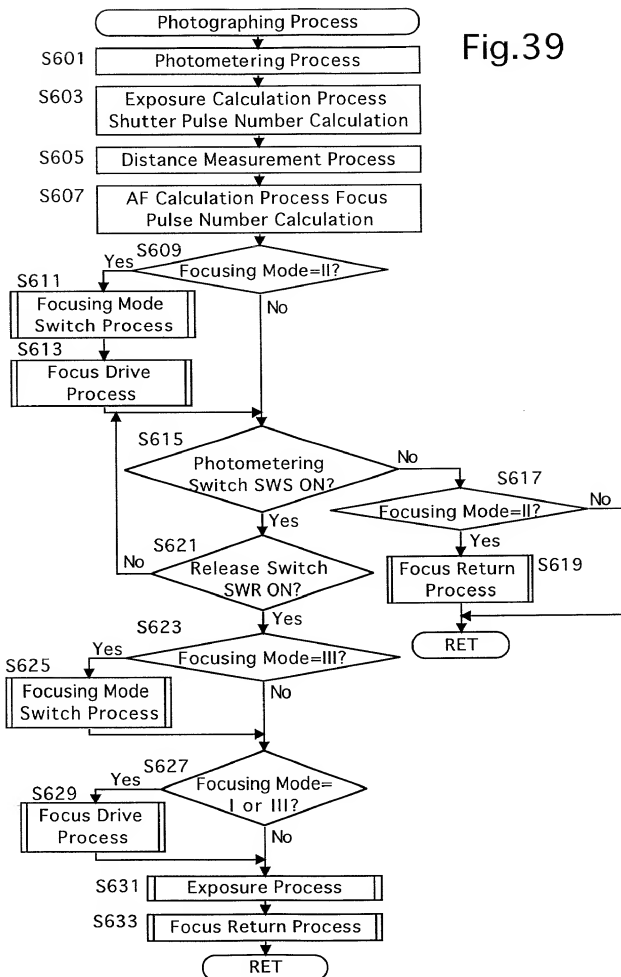 Photographing Process
Fig.39
S601
Photometering Process
S603
Exposure Calculation Process
Shutter Pulse Number Calculation
S605
Distance Measurement Process
S607
AF Calculation Process Focus
Pulse Number Calculation
S609
Yes
Focusing Mode=II?
No
S611
Focusing Mode
Switch Process
S613
Focus Drive
Process
S615
Photometering
Switch SWS ON?
No
Yes
S617
Focusing Mode=II?
No
Yes
Focus Return
Process
S619
RET
S621
No
Release Switch
SWR ON?
Yes
S623
Yes
Focusing Mode=III?
No
S625
Focusing Mode
Switch Process
S627
Yes
Focusing Mode=
I or III?
No
S629
Focus Drive
Process
S631
Exposure Process
S633
Focus Return Process
RET